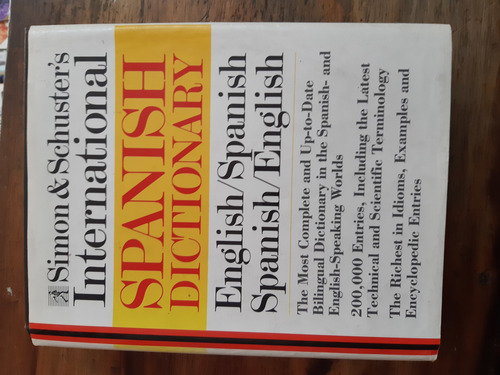 Simon & Schuster's
International
SPANISH
DICTIONARY
English/Spanish
Spanish/English
The Most Complete and Up-to-Date
Bilingual Dictionary in the Spanish- and
English-Speaking Worlds
200,000 Entries, Including the Latest
Technical and Scientific Terminology
The Richest in Idioms, Examples and
Encyclopedic Entries